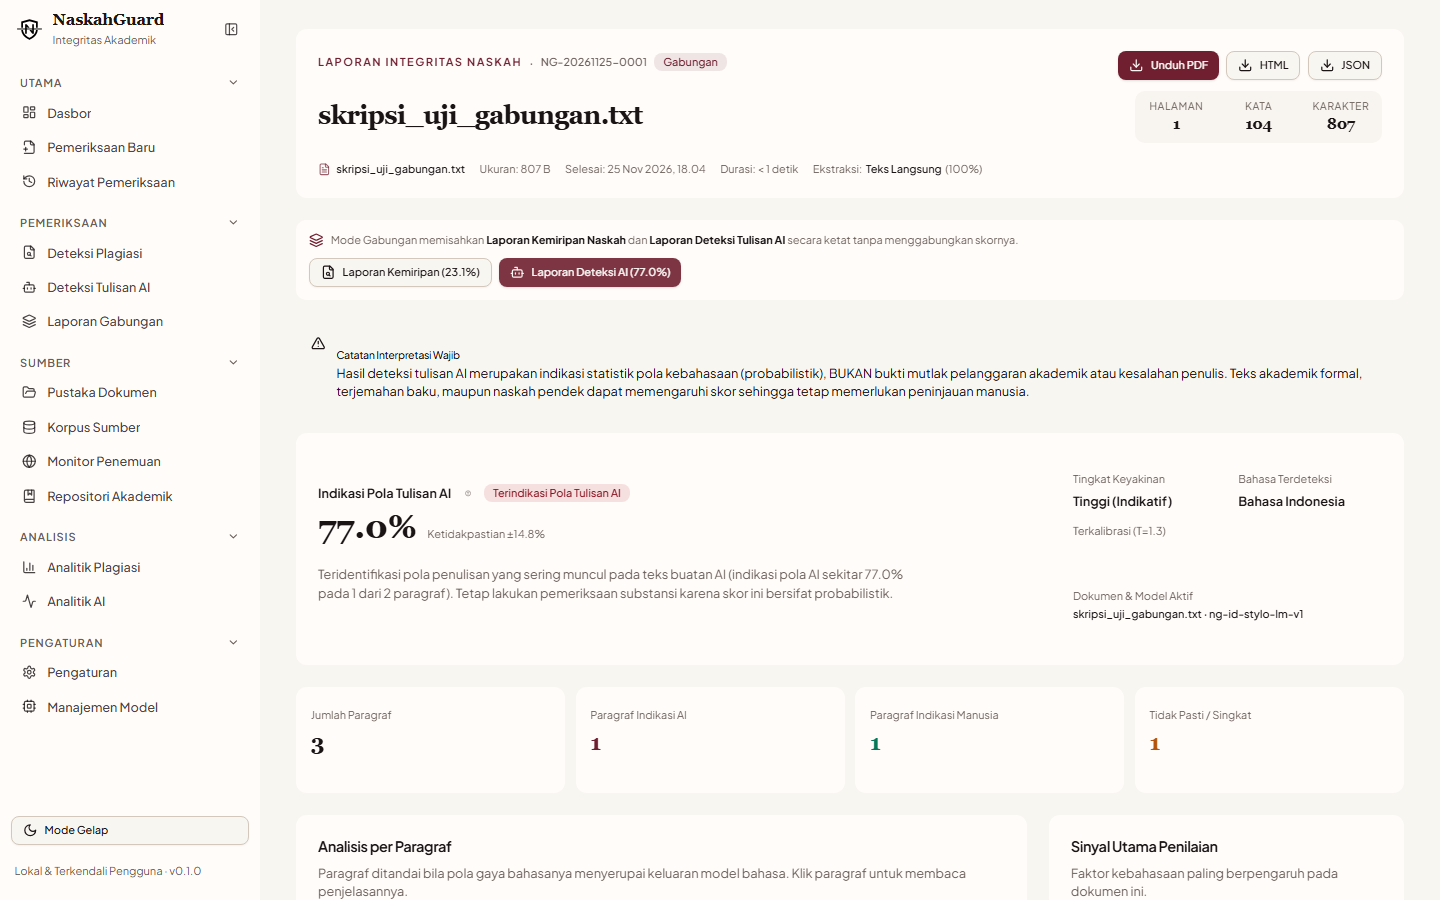 NaskahGuard
Integritas Akademik
UTAMA
Dasbor
Pemeriksaan Baru
Riwayat Pemeriksaan
PEMERIKSAAN
Deteksi Plagiasi
Deteksi Tulisan AI
Laporan Gabungan
SUMBER
Pustaka Dokumen
Korpus Sumber
Monitor Penemuan
Repositori Akademik
ANALISIS
Analitik Plagiasi
Analitik AI
PENGATURAN
Pengaturan
Manajemen Model
Mode Gelap
Lokal & Terkendali Pengguna · v0.1.0
LAPORAN INTEGRITAS NASKAH · NG-20261125-0001 Gabungan
Unduh PDF HTML JSON
skripsi_uji_gabungan.txt
HALAMAN KATA KARAKTER
1 104 807
skripsi_uji_gabungan.txt Ukuran: 807 B Selesai: 25 Nov 2026, 18.04 Durasi: < 1 detik Ekstraksi: Teks Langsung (100%)
Mode Gabungan memisahkan Laporan Kemiripan Naskah dan Laporan Deteksi Tulisan AI secara ketat tanpa menggabungkan skornya.
Laporan Kemiripan (23.1%) Laporan Deteksi AI (77.0%)
Catatan Interpretasi Wajib
Hasil deteksi tulisan AI merupakan indikasi statistik pola kebahasaan (probabilistik), BUKAN bukti mutlak pelanggaran akademik atau kesalahan penulis. Teks akademik formal,
terjemahan baku, maupun naskah pendek dapat memengaruhi skor sehingga tetap memerlukan peninjauan manusia.
Indikasi Pola Tulisan AI Terindikasi Pola Tulisan AI
77.0% Ketidakpastian ±14.8%
Teridentifikasi pola penulisan yang sering muncul pada teks buatan AI (indikasi pola AI sekitar 77.0%
pada 1 dari 2 paragraf). Tetap lakukan pemeriksaan substansi karena skor ini bersifat probabilistik.
Tingkat Keyakinan Bahasa Terdeteksi
Tinggi (Indikatif) Bahasa Indonesia
Terkalibrasi (T=1.3)
Dokumen & Model Aktif
skripsi_uji_gabungan.txt · ng-id-stylo-lm-v1
Jumlah Paragraf
3
Paragraf Indikasi AI
1
Paragraf Indikasi Manusia
1
Tidak Pasti / Singkat
1
Analisis per Paragraf
Paragraf ditandai bila pola gaya bahasanya menyerupai keluaran model bahasa. Klik paragraf untuk membaca
penjelasannya.
Sinyal Utama Penilaian
Faktor kebahasaan paling berpengaruh pada
dokumen ini.